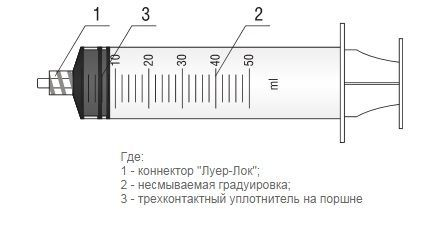 1 3 2
10 20 30 40 50 ml
Где:
1 - коннектор "Луер-Лок";
2 - несмываемая градуировка;
3 - трехконтактный уплотнитель на поршне